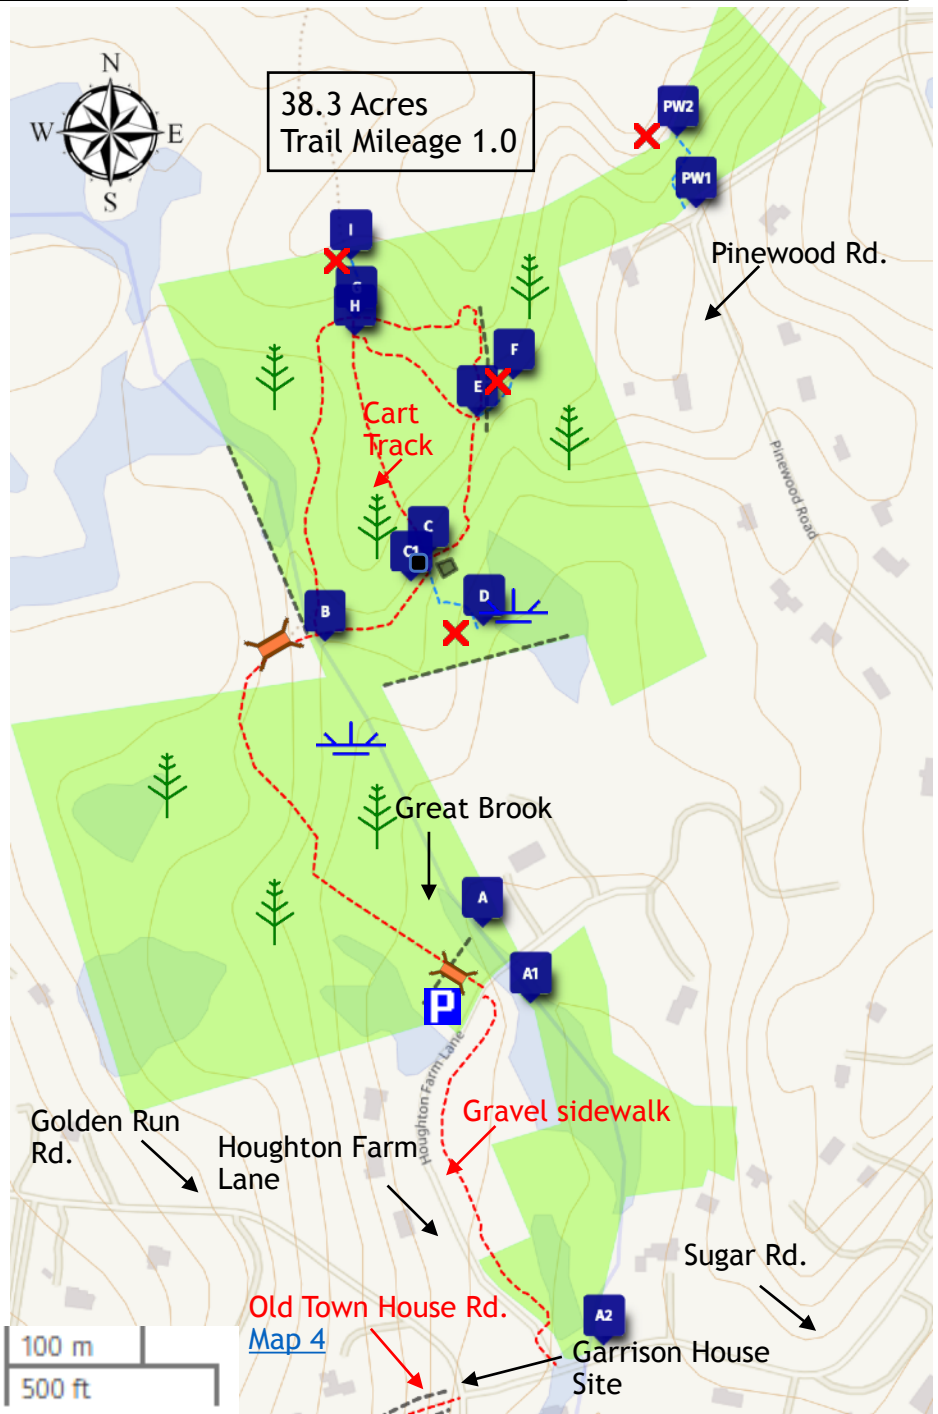 N
W E
S
38.3 Acres
Trail Mileage 1.0
PW2
PW1
Pinewood Rd.
I
G
H
F
E
Cart
Track
Pinewood Road
C
C1
D
B
Great Brook
A
A1
P
Houghton Farm Lane
Gravel sidewalk
Golden Run
Rd.
Houghton Farm
Lane
Sugar Rd.
Old Town House Rd.
Map 4
A2
Garrison House
Site
100 m
500 ft